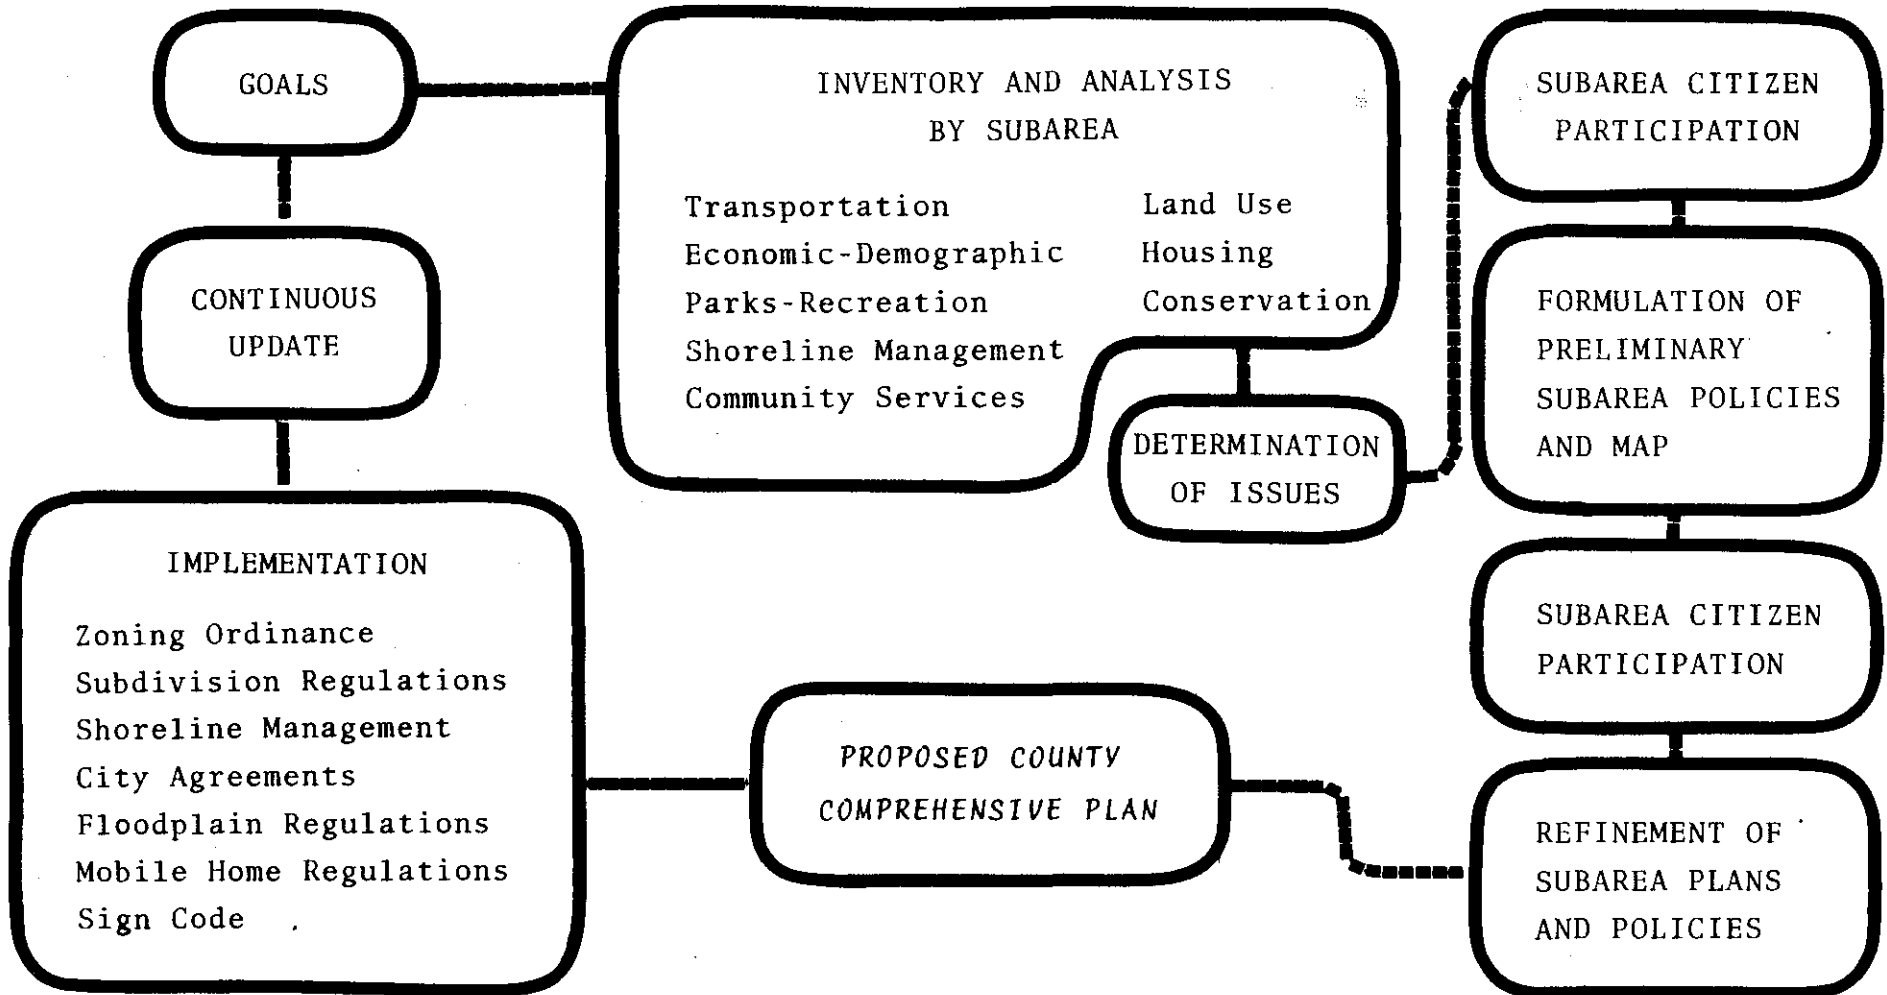 GOALS
INVENTORY AND ANALYSIS
BY SUBAREA
Transportation
Economic-Demographic
Parks-Recreation
Shoreline Management
Community Services
Land Use
Housing
Conservation
DETERMINATION
OF ISSUES
SUBAREA CITIZEN
PARTICIPATION
FORMULATION OF
PRELIMINARY
SUBAREA POLICIES
AND MAP
SUBAREA CITIZEN
PARTICIPATION
REFINEMENT OF
SUBAREA PLANS
AND POLICIES
PROPOSED COUNTY
COMPREHENSIVE PLAN
IMPLEMENTATION
Zoning Ordinance
Subdivision Regulations
Shoreline Management
City Agreements
Floodplain Regulations
Mobile Home Regulations
Sign Code
CONTINUOUS
UPDATE